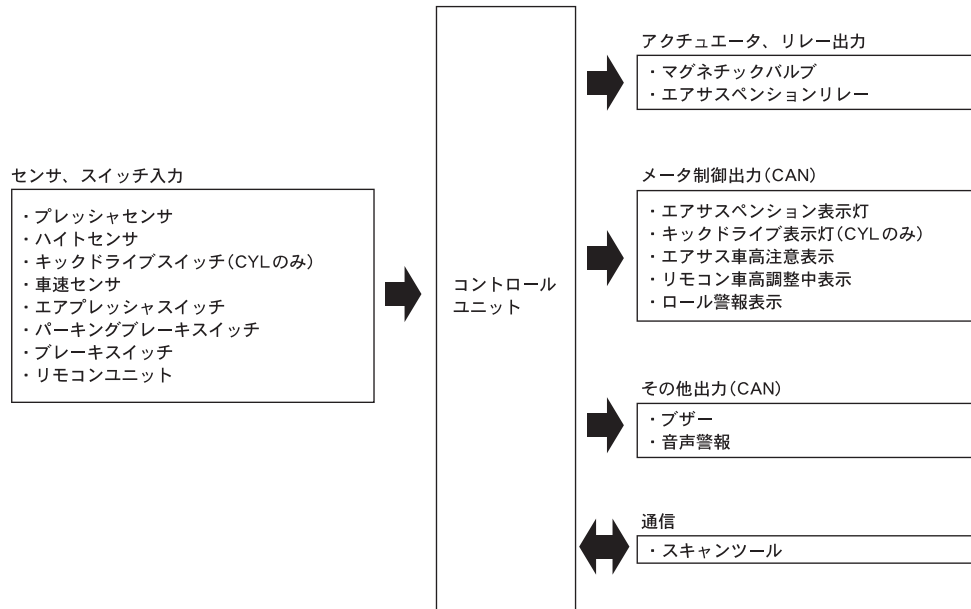 センサ、スイッチ入力
・プレッシャセンサ
・ハイトセンサ
・キックドライブスイッチ(CYLのみ)
・車速センサ
・エアプレッシャスイッチ
・パーキングブレーキスイッチ
・ブレーキスイッチ
・リモコンユニット
コントロール
ユニット
アクチュエータ、リレー出力
・マグネチックバルブ
・エアサスペンションリレー
メータ制御出力(CAN)
・エアサスペンション表示灯
・キックドライブ表示灯(CYLのみ)
・エアサス車高注意表示
・リモコン車高調整中表示
・ロール警報表示
その他出力(CAN)
・ブザー
・音声警報
通信
・スキャンツール